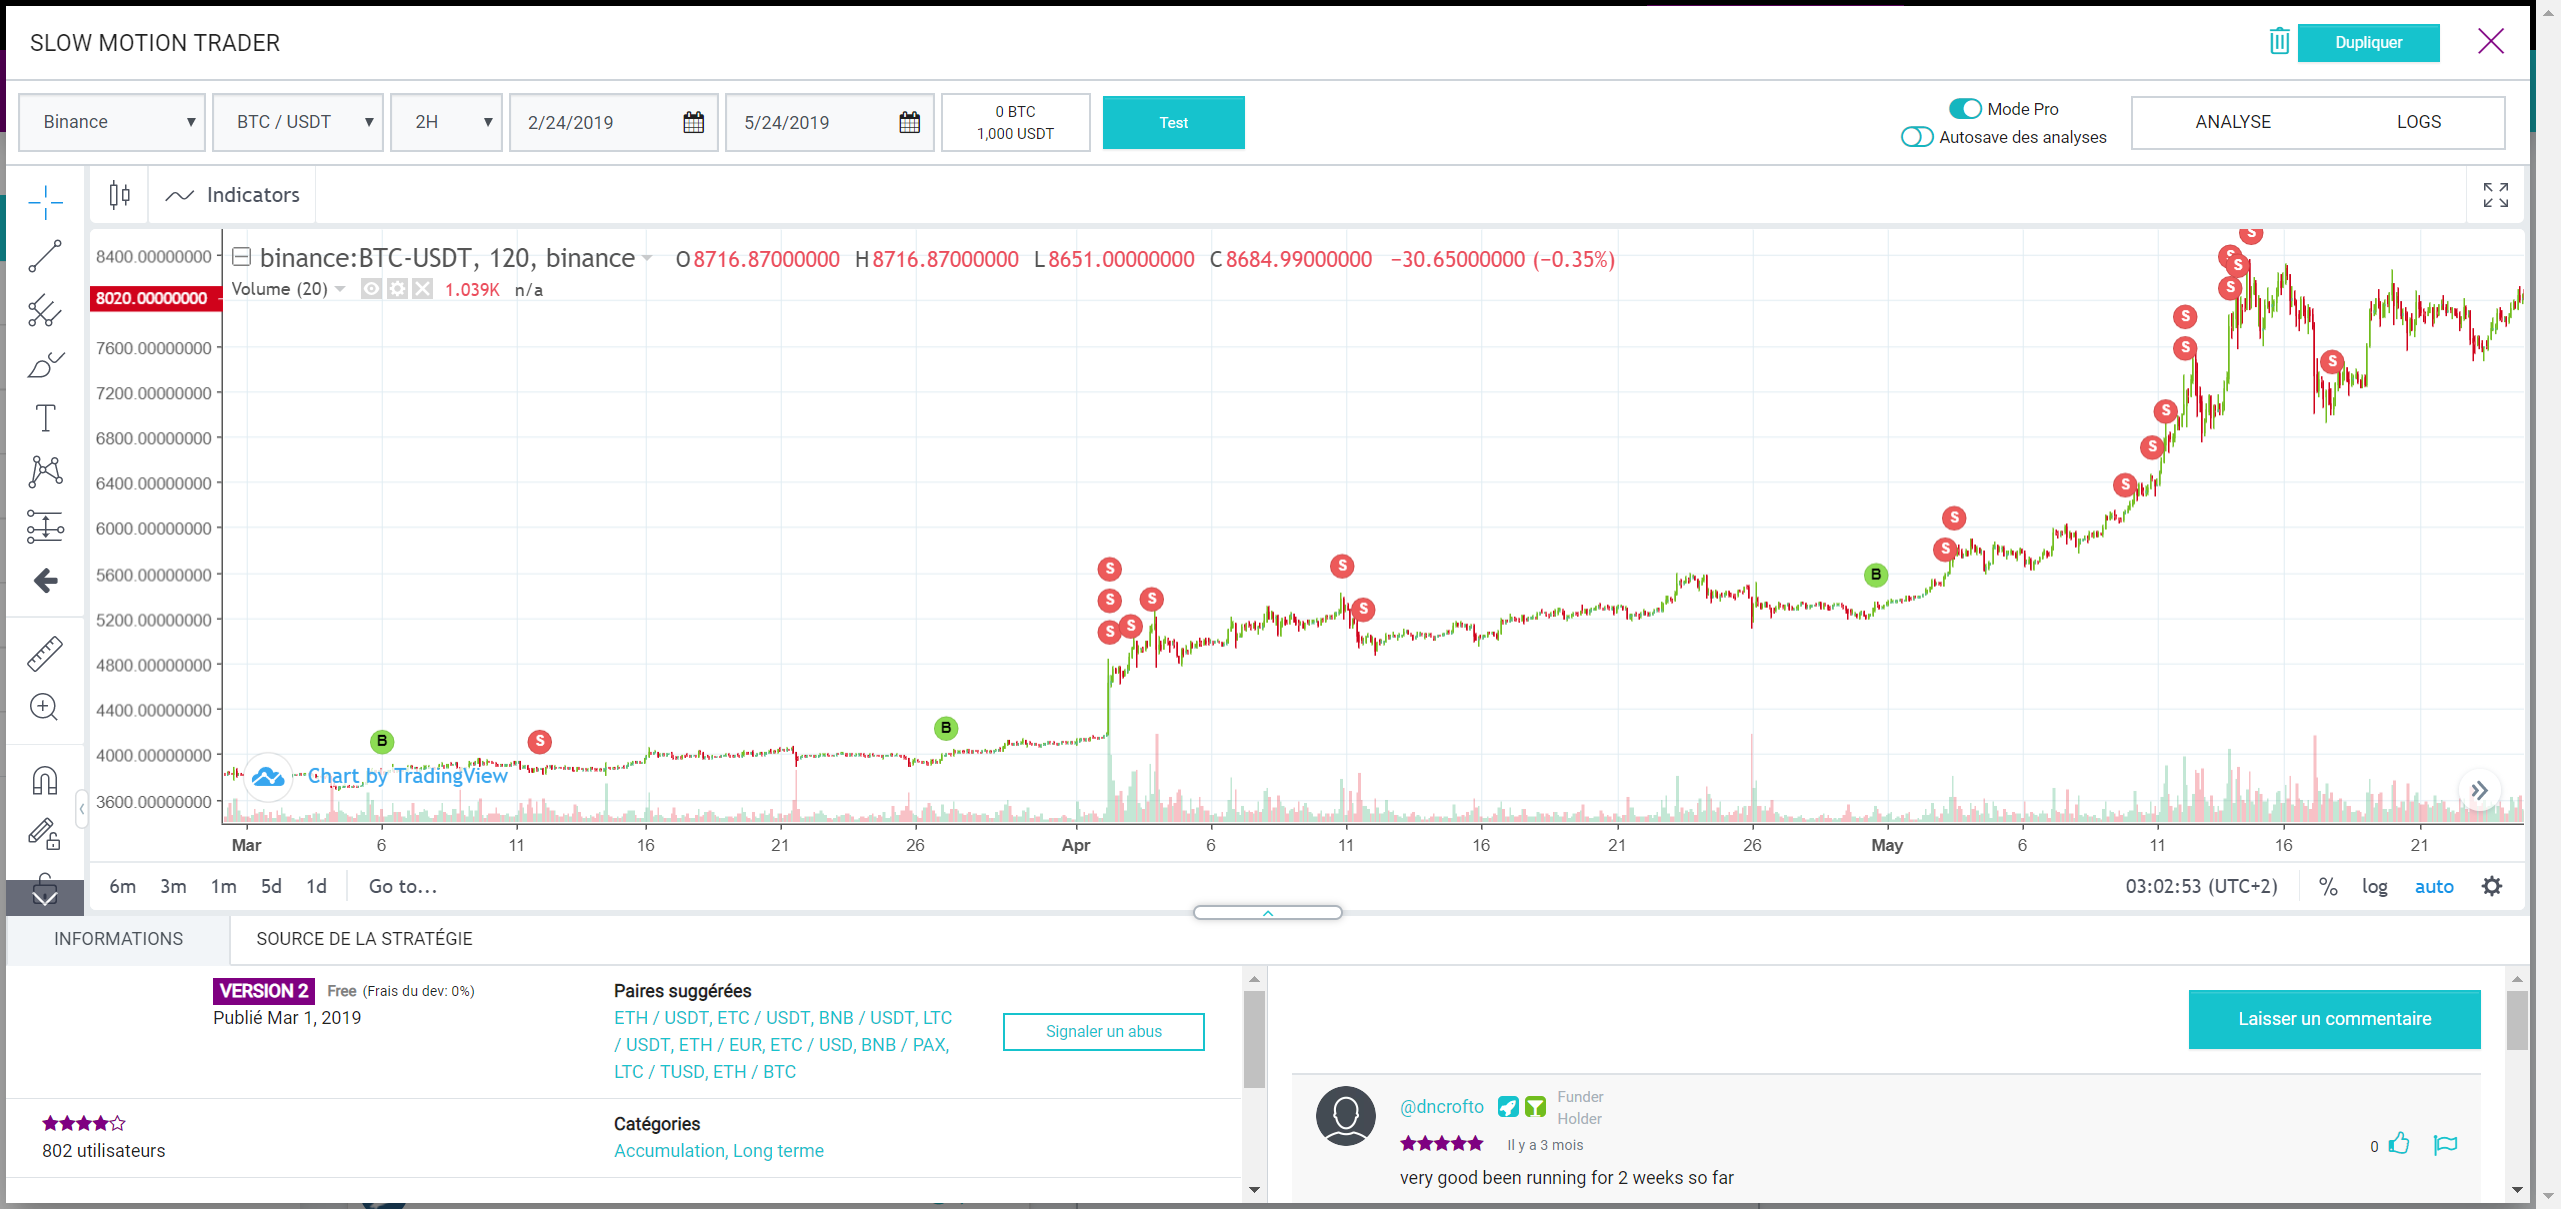 SLOW MOTION TRADER
Dupliquer
Binance
BTC / USDT
2H
2/24/2019
5/24/2019
0 BTC
1,000 USDT
Test
Mode Pro
Autosave des analyses
ANALYSE
LOGS
Indicators
binance:BTC-USDT, 120, binance
O8716.87000000 H8716.87000000 L8651.00000000 C8684.99000000 −30.65000000 (−0.35%)
Volume (20) 1.039K n/a
8400.00000000
8020.00000000
7600.00000000
7200.00000000
6800.00000000
6400.00000000
6000.00000000
5600.00000000
5200.00000000
4800.00000000
4400.00000000
4000.00000000
3600.00000000
B
S
B
S
S
S
S
S
S
S
B
S
S
S
S
S
S
S
S
S
S
S
S
Chart by TradingView
Mar 6 11 16 21 26 Apr 6 11 16 21 26 May 6 11 16 21
6m 3m 1m 5d 1d Go to...
03:02:53 (UTC+2) % log auto
INFORMATIONS
SOURCE DE LA STRATÉGIE
VERSION 2 Free (Frais du dev: 0%)
Publié Mar 1, 2019
Paires suggérées
ETH / USDT, ETC / USDT, BNB / USDT, LTC
/ USDT, ETH / EUR, ETC / USD, BNB / PAX,
LTC / TUSD, ETH / BTC
Signaler un abus
802 utilisateurs
Catégories
Accumulation, Long terme
Laisser un commentaire
@dncrofto
Funder
Holder
Il y a 3 mois
0
very good been running for 2 weeks so far